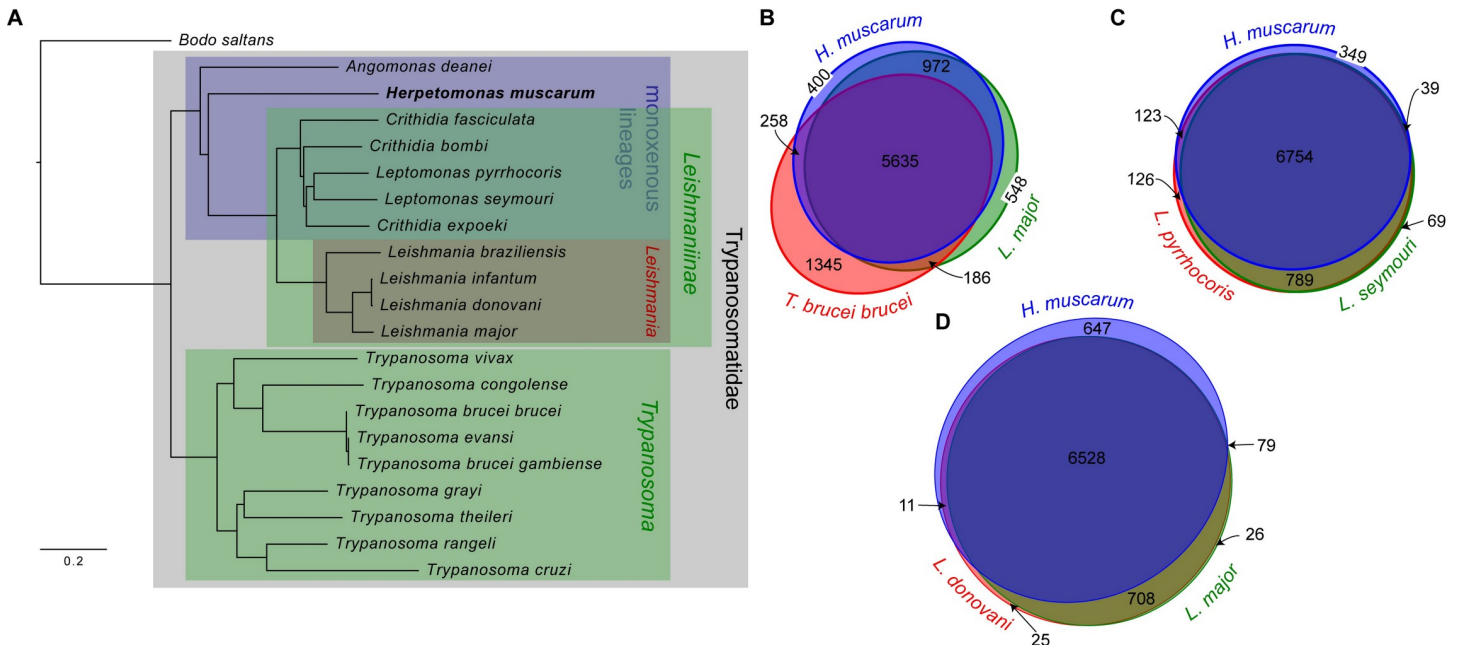 A
Bodo saltans
Angomonas deanei
Herpetomonas muscarum
Crithidia fasciculata
Crithidia bombi
Leptomonas pyrrhocoris
Leptomonas seymouri
Crithidia expoeki
Leishmania braziliensis
Leishmania infantum
Leishmania donovani
Leishmania major
Trypanosoma vivax
Trypanosoma congolense
Trypanosoma brucei brucei
Trypanosoma evansi
Trypanosoma brucei gambiense
Trypanosoma grayi
Trypanosoma theileri
Trypanosoma rangeli
Trypanosoma cruzi
monoxenous
lineages
Leishmaniinae
Leishmania
Trypanosoma
Trypanosomatidae
0.2
B
H. muscarum
400
972
258
5635
548
L. major
1345
186
T. brucei brucei
C
H. muscarum
349
39
123
6754
126
L. pyrrhocoris
69
789
L. seymouri
D
H. muscarum
647
79
6528
11
26
L. donovani
708
L. major
25